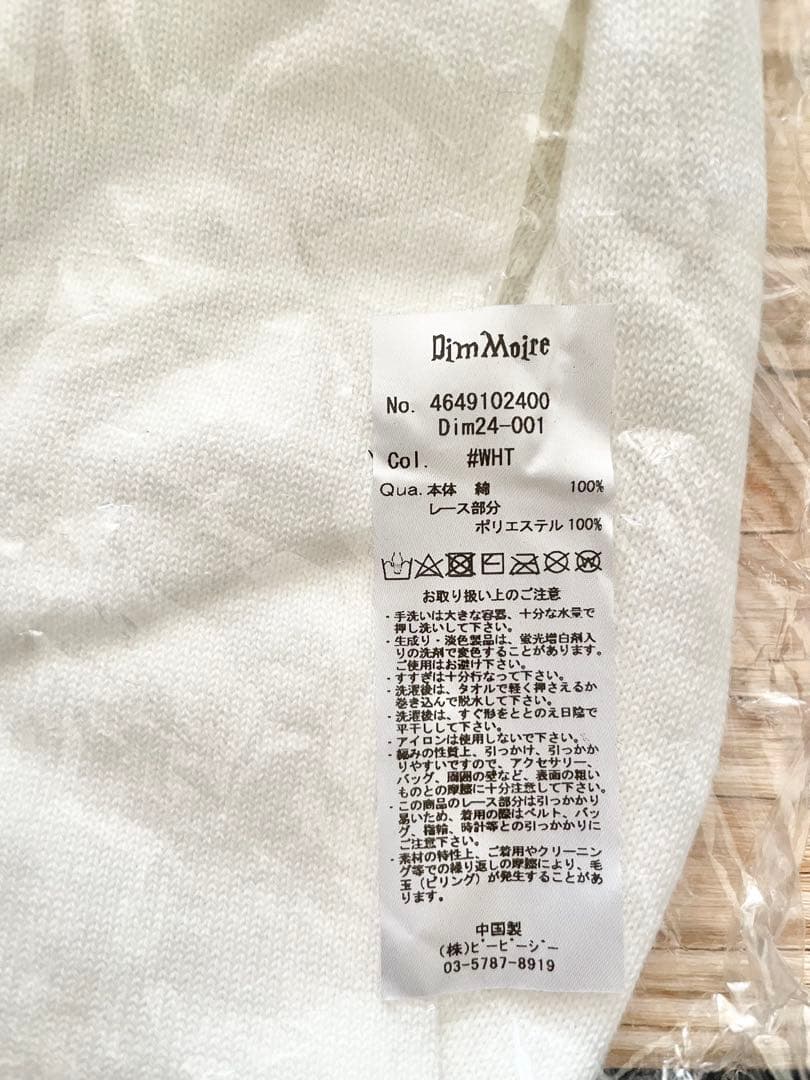 Dim Moire
No. 4649102400
Dim24-001
Col. #WHT
Qua. 本体 綿 100%
レース部分
ポリエステル 100%
お取り扱い上のご注意
・手洗いは大きな容器、十分な水量で
押し洗いして下さい。
・生成り・淡色製品は、蛍光増白剤入
りの洗剤で変色することがあります。
ご使用はお避け下さい。
・すすぎは十分行なって下さい。
・洗濯後は、タオルで軽く押さえるか
巻き込んで脱水して下さい。
・洗濯後は、すぐ形をととのえ日陰で
平干しして下さい。
・アイロンは使用しないで下さい。
・編みの性質上、引っかけ、引っかか
りやすいですので、アクセサリー、
バッグ、周囲の壁など、表面の粗い
ものとの摩擦に十分注意して下さい。
・この商品のレース部分は引っかかり
易いため、着用の際はベルト、バッ
グ、指輪、時計等との引っかかりに
ご注意下さい。
・素材の特性上、ご着用やクリーニン
グ等での繰り返しの摩擦により、毛
玉（ピリング）が発生することがあ
ります。
中国製
(株)ﾋﾞｰﾋﾟｰｼﾞｰ
03-5787-8919